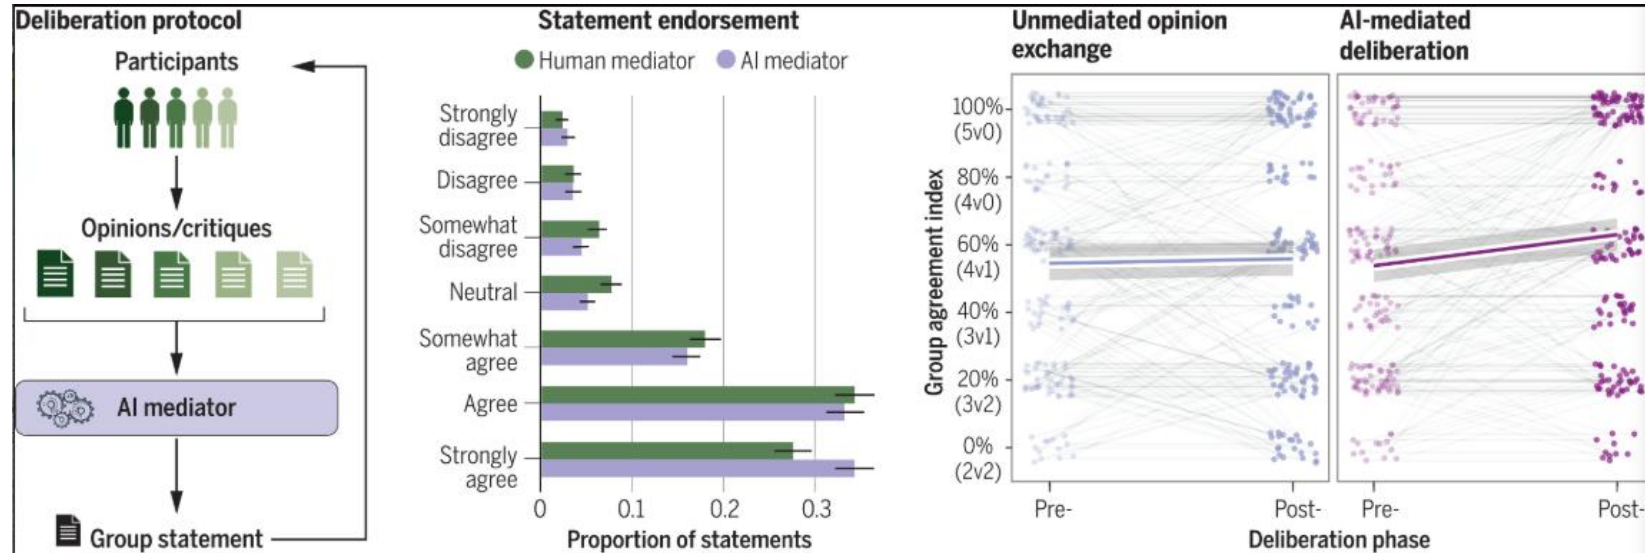 Deliberation protocol
Participants
Opinions/critiques
AI mediator
Group statement
Statement endorsement
Human mediator
AI mediator
Strongly
disagree
Disagree
Somewhat
disagree
Neutral
Somewhat
agree
Agree
Strongly
agree
0
0.1
0.2
0.3
Proportion of statements
Unmediated opinion
exchange
AI-mediated
deliberation
Group agreement index
100%
(5v0)
80%
(4v0)
60%
(4v1)
40%
(3v1)
20%
(3v2)
0%
(2v2)
Pre-
Post-
Pre-
Post-
Deliberation phase